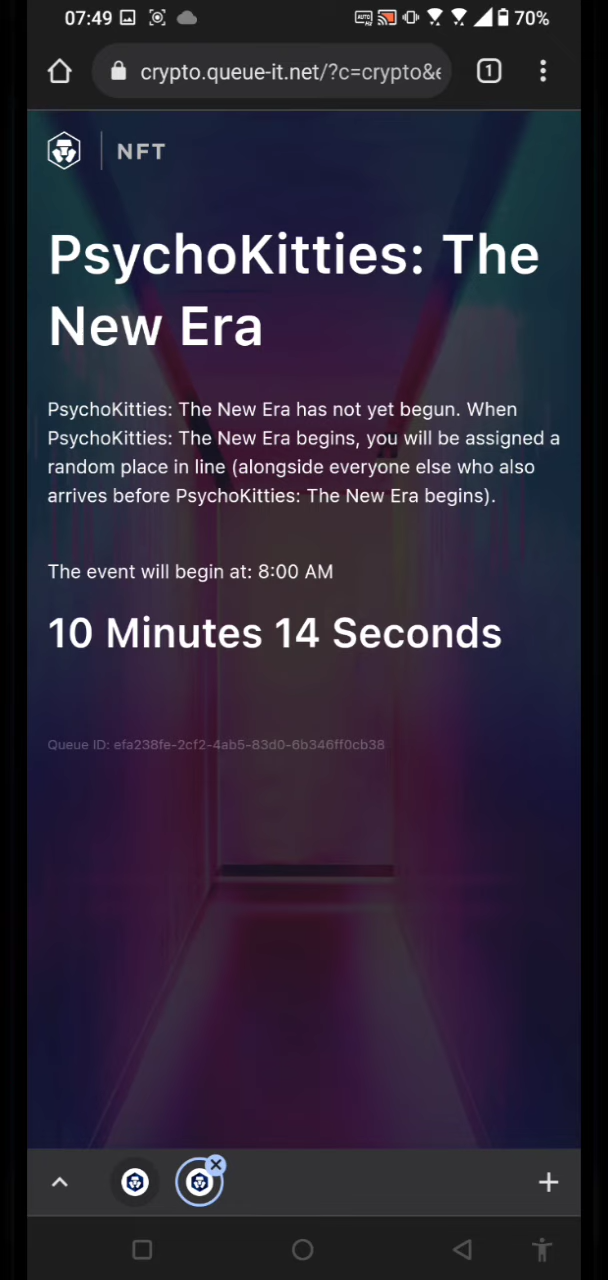 07:49 70%
crypto.queue-it.net/?c=crypto&e 1
NFT
PsychoKitties: The
New Era
PsychoKitties: The New Era has not yet begun. When
PsychoKitties: The New Era begins, you will be assigned a
random place in line (alongside everyone else who also
arrives before PsychoKitties: The New Era begins).
The event will begin at: 8:00 AM
10 Minutes 14 Seconds
Queue ID: efa238fe-2cf2-4ab5-83d0-6b346ff0cb38